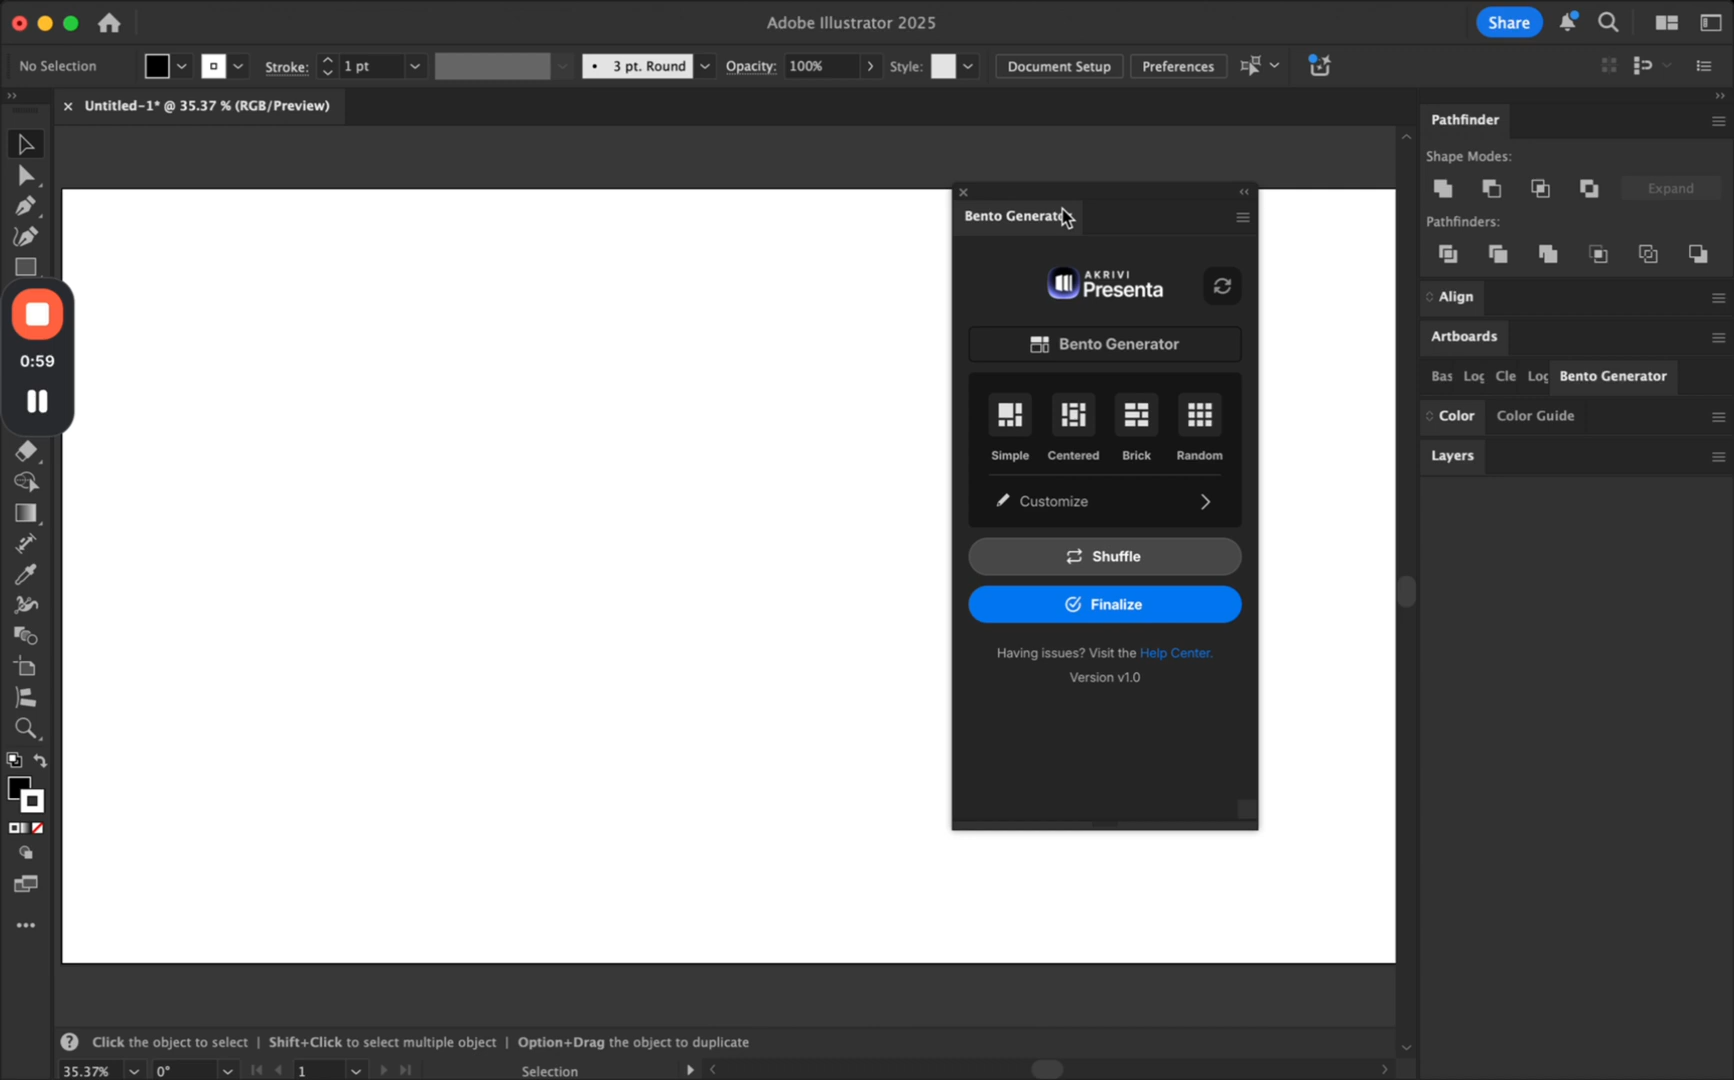 Adobe Illustrator 2025
Share
No Selection
Stroke:
1 pt
3 pt. Round
Opacity:
100%
Style:
Document Setup
Preferences
Untitled-1* @ 35.37 % (RGB/Preview)
0:59
Bento Generato
AKRIVI
Presenta
Bento Generator
Simple
Centered
Brick
Random
Customize
Shuffle
Finalize
Having issues? Visit the Help Center.
Version v1.0
Pathfinder
Shape Modes:
Expand
Pathfinders:
Align
Artboards
Bas
Log
Cle
Log
Bento Generator
Color
Color Guide
Layers
? Click the object to select | Shift+Click to select multiple object | Option+Drag the object to duplicate
35.37%
0°
1
Selection